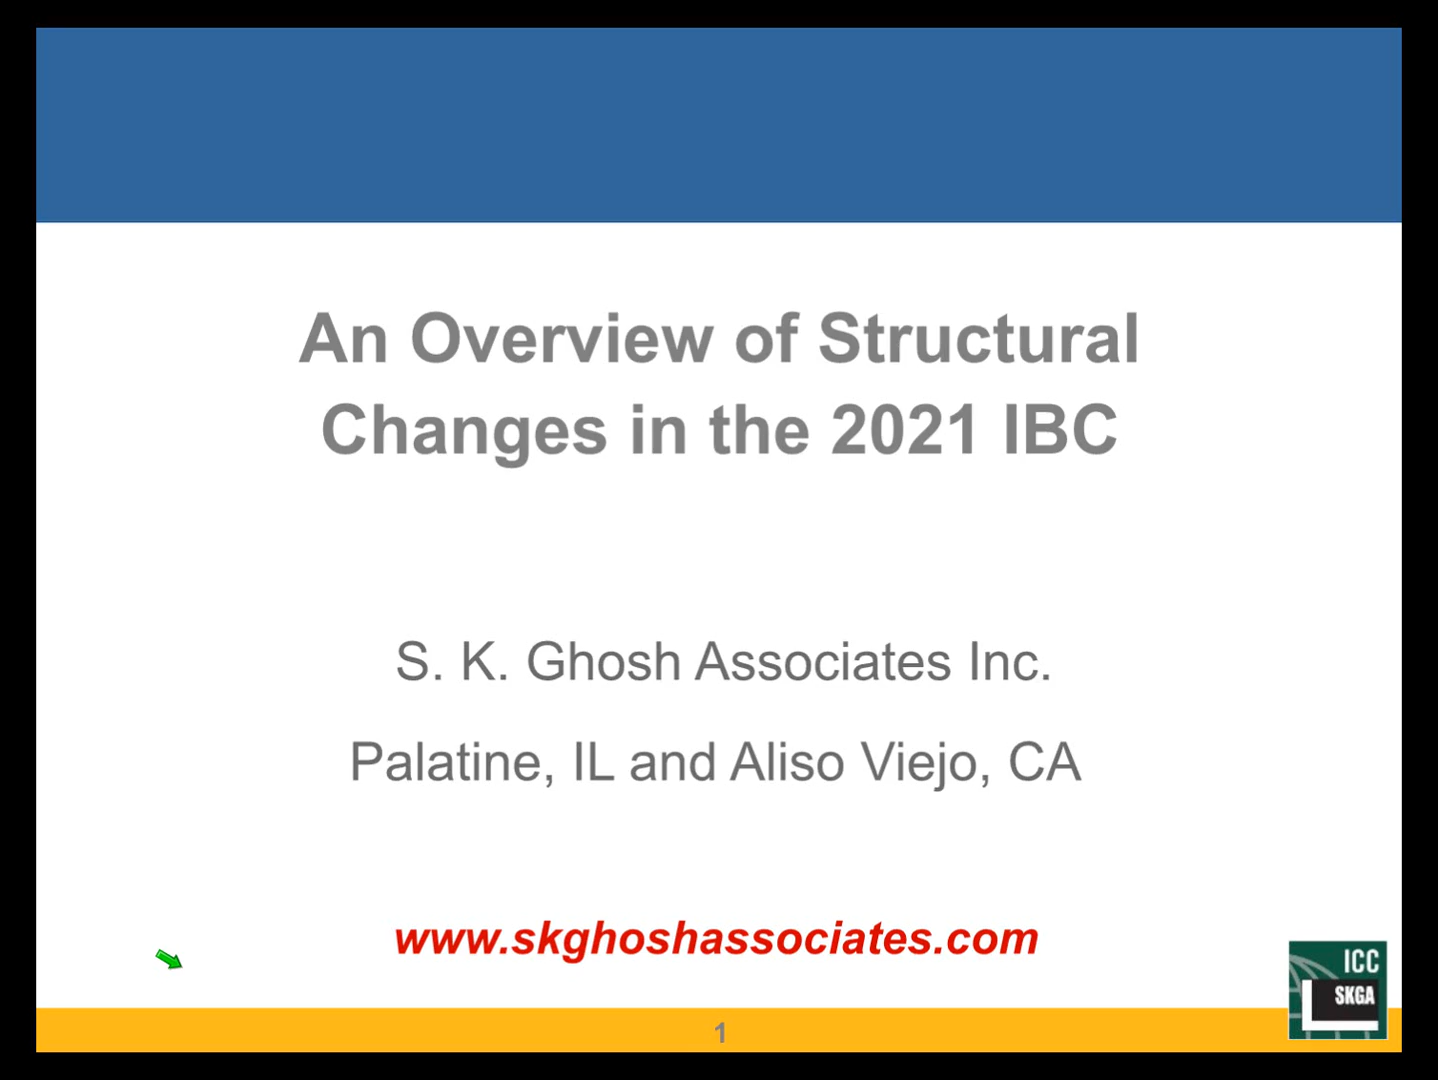 An Overview of Structural
Changes in the 2021 IBC
S. K. Ghosh Associates Inc.
Palatine, IL and Aliso Viejo, CA
www.skghoshassociates.com
ICC
SKGA
1